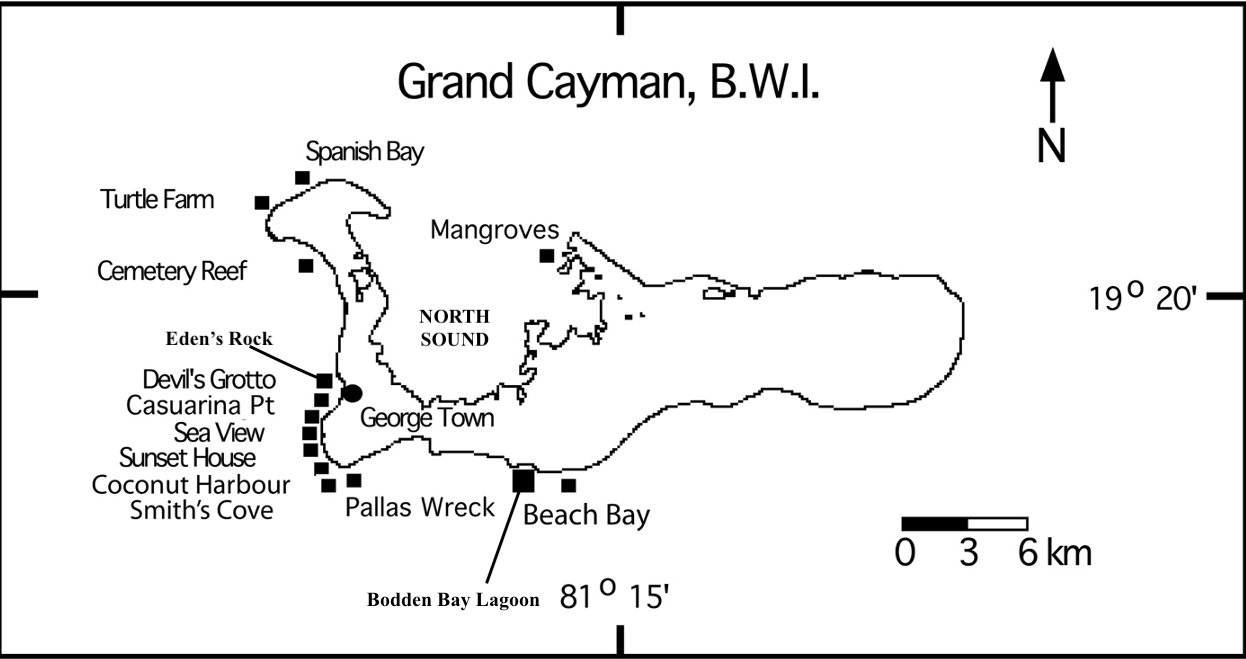 Grand Cayman, B.W.I.
N
Spanish Bay
Turtle Farm
Mangroves
Cemetery Reef
19° 20'
NORTH
SOUND
Eden's Rock
Devil's Grotto
Casuarina Pt
George Town
Sea View
Sunset House
Coconut Harbour
Smith's Cove
Pallas Wreck
Beach Bay
0 3 6 km
Bodden Bay Lagoon
81° 15'